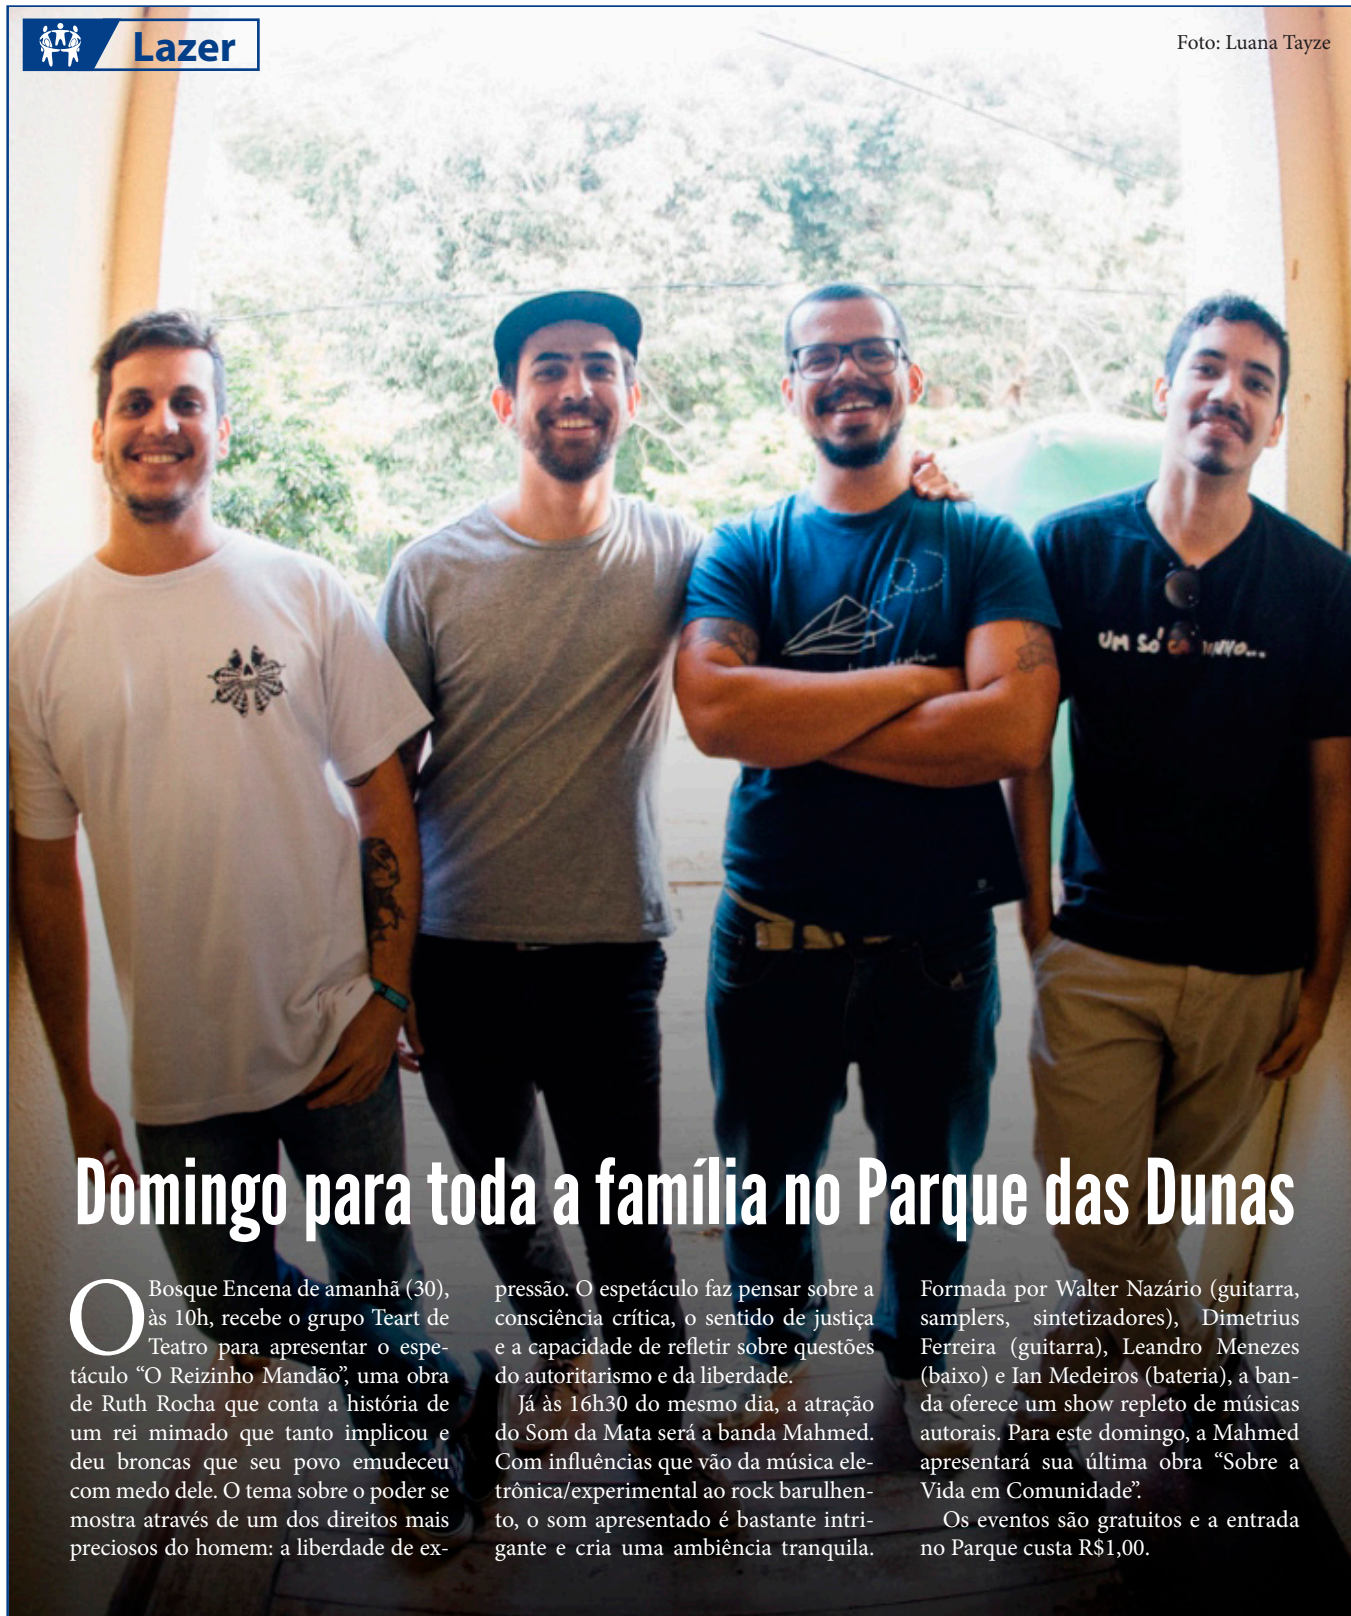 Lazer
Foto: Luana Tayze
UM SÓ
Domingo para toda a família no Parque das Dunas
O Bosque Encena de amanhã (30),
às 10h, recebe o grupo Teart de
Teatro para apresentar o espe-
táculo “O Reizinho Mandão”, uma obra
de Ruth Rocha que conta a história de
um rei mimado que tanto implicou e
deu broncas que seu povo emudeceu
com medo dele. O tema sobre o poder se
mostra através de um dos direitos mais
preciosos do homem: a liberdade de ex-
pressão. O espetáculo faz pensar sobre a
consciência crítica, o sentido de justiça
e a capacidade de refletir sobre questões
do autoritarismo e da liberdade.
Já às 16h30 do mesmo dia, a atração
do Som da Mata será a banda Mahmed.
Com influências que vão da música ele-
trônica/experimental ao rock barulhen-
to, o som apresentado é bastante intri-
gante e cria uma ambiência tranquila.
Formada por Walter Nazário (guitarra,
samplers, sintetizadores), Dimetrius
Ferreira (guitarra), Leandro Menezes
(baixo) e Ian Medeiros (bateria), a ban-
da oferece um show repleto de músicas
autorais. Para este domingo, a Mahmed
apresentará sua última obra “Sobre a
Vida em Comunidade”.
Os eventos são gratuitos e a entrada
no Parque custa R$1,00.